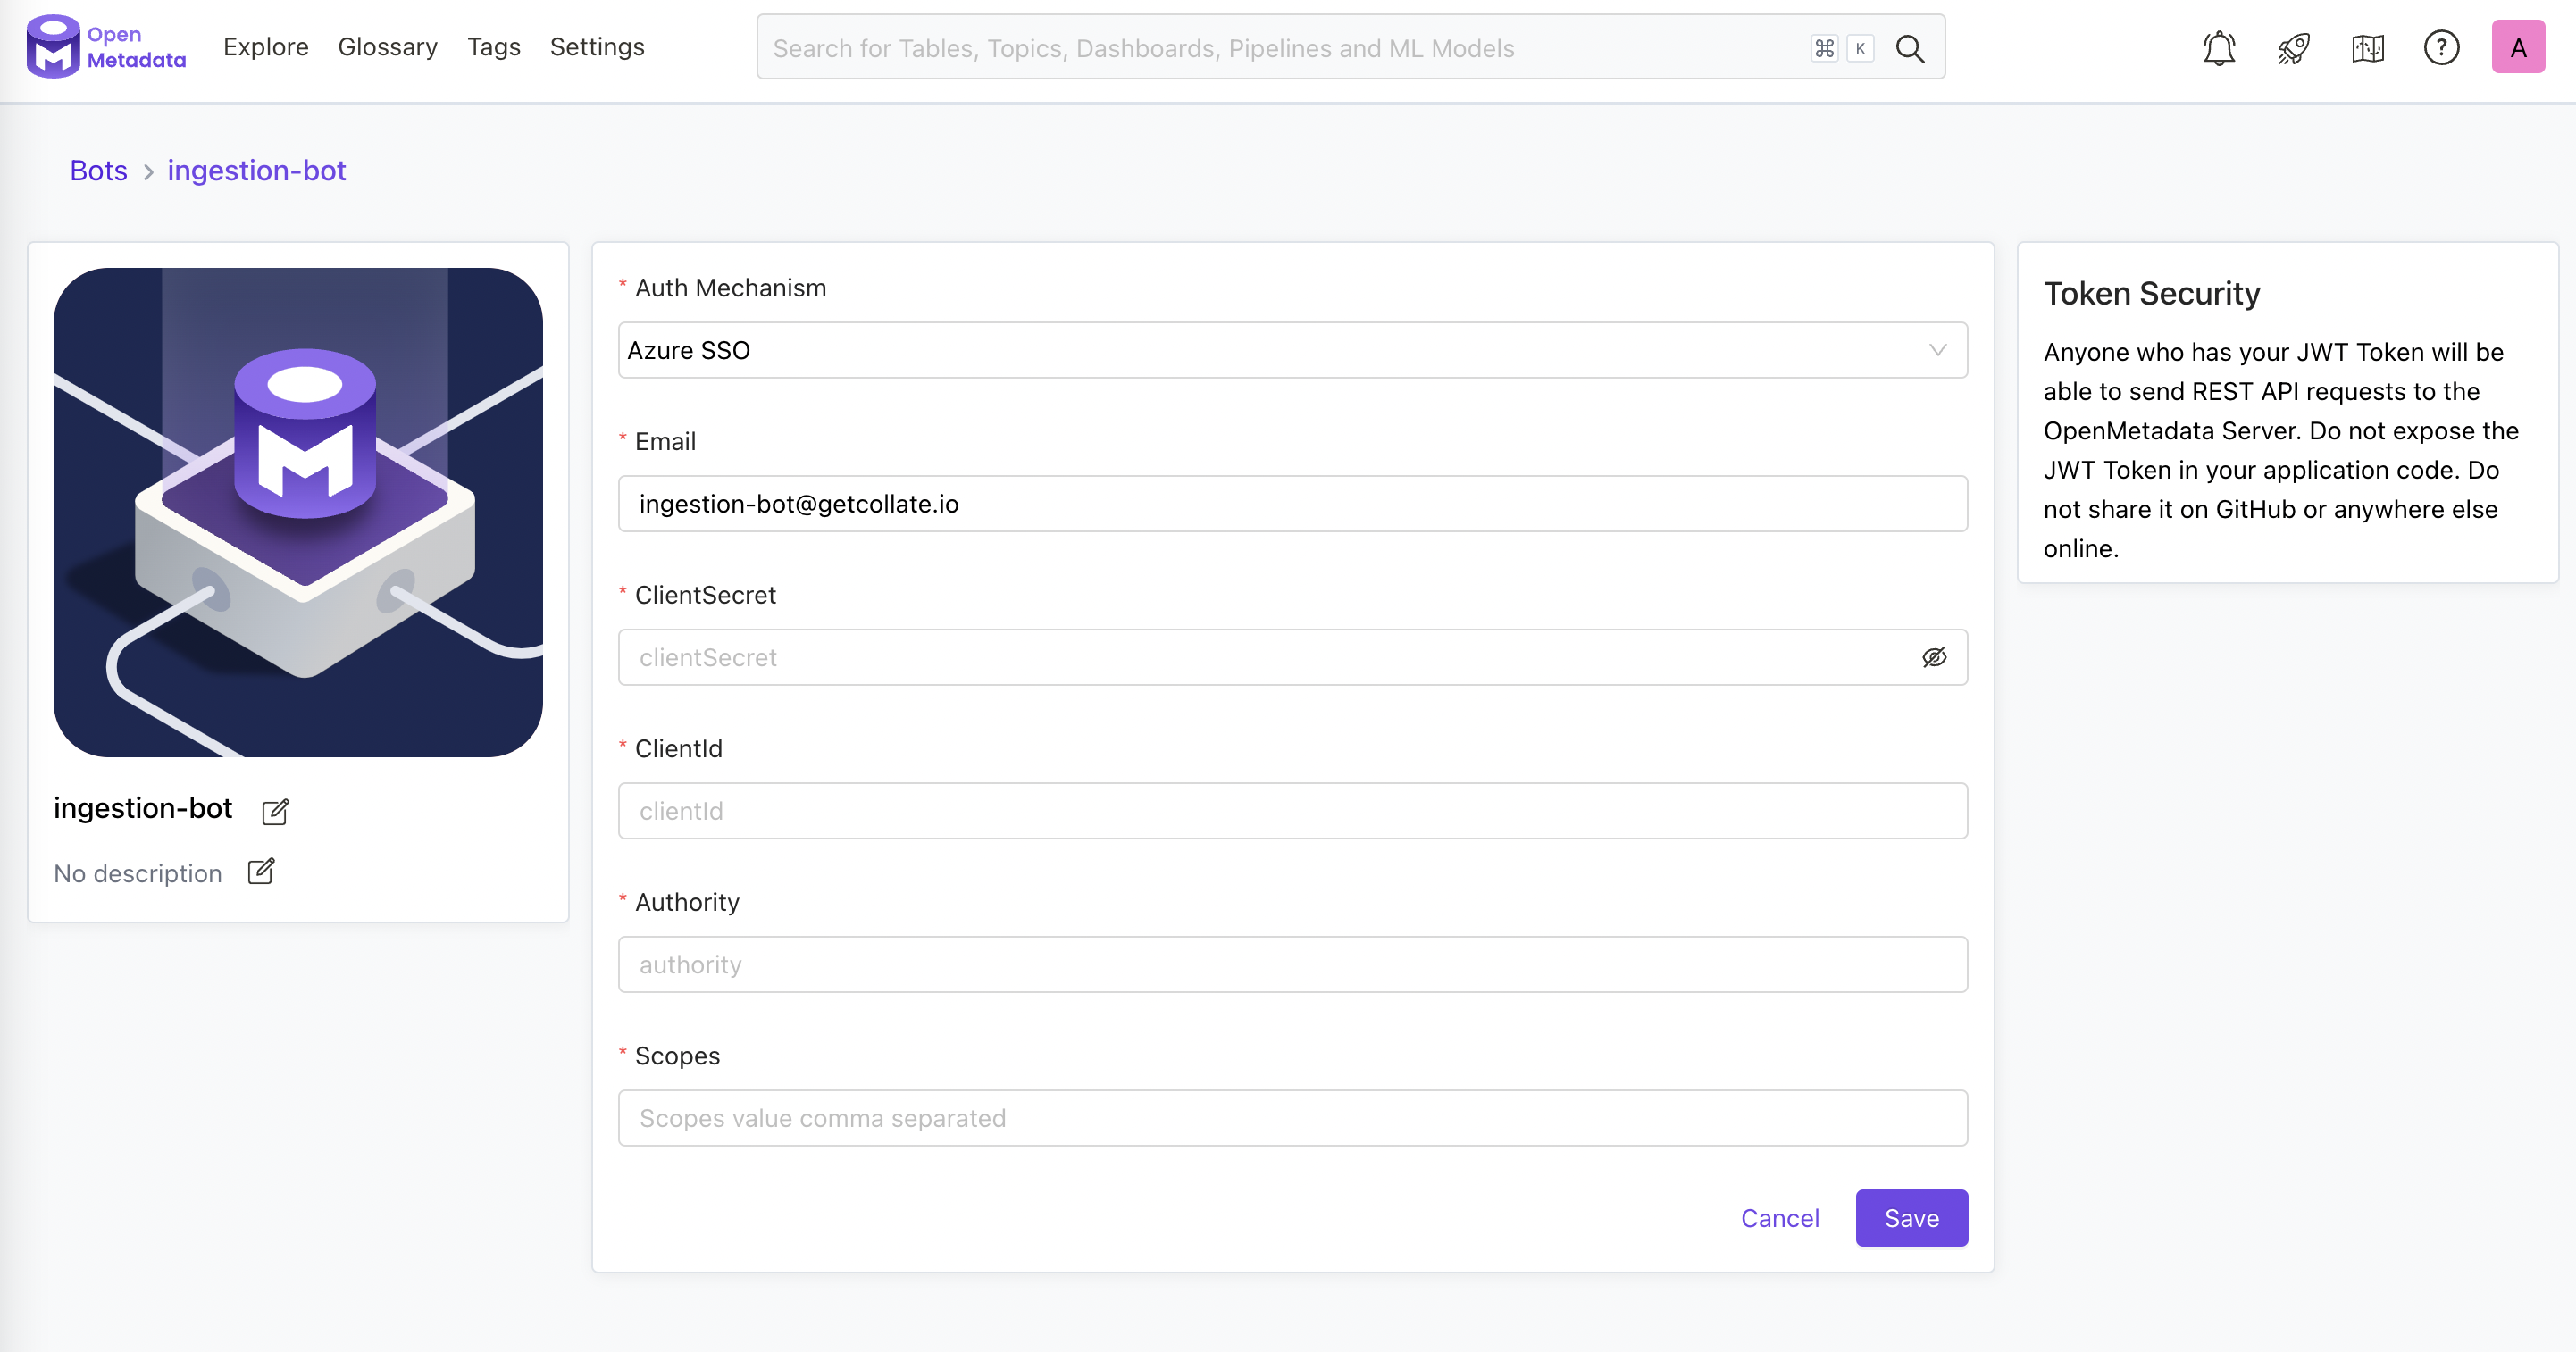 Open
Metadata
Explore
Glossary
Tags
Settings
Search for Tables, Topics, Dashboards, Pipelines and ML Models
⌘ K
?
A
Bots > ingestion-bot
ingestion-bot
No description
* Auth Mechanism
Azure SSO
* Email
ingestion-bot@getcollate.io
* ClientSecret
clientSecret
* ClientId
clientId
* Authority
authority
* Scopes
Scopes value comma separated
Cancel
Save
Token Security
Anyone who has your JWT Token will be
able to send REST API requests to the
OpenMetadata Server. Do not expose the
JWT Token in your application code. Do
not share it on GitHub or anywhere else
online.